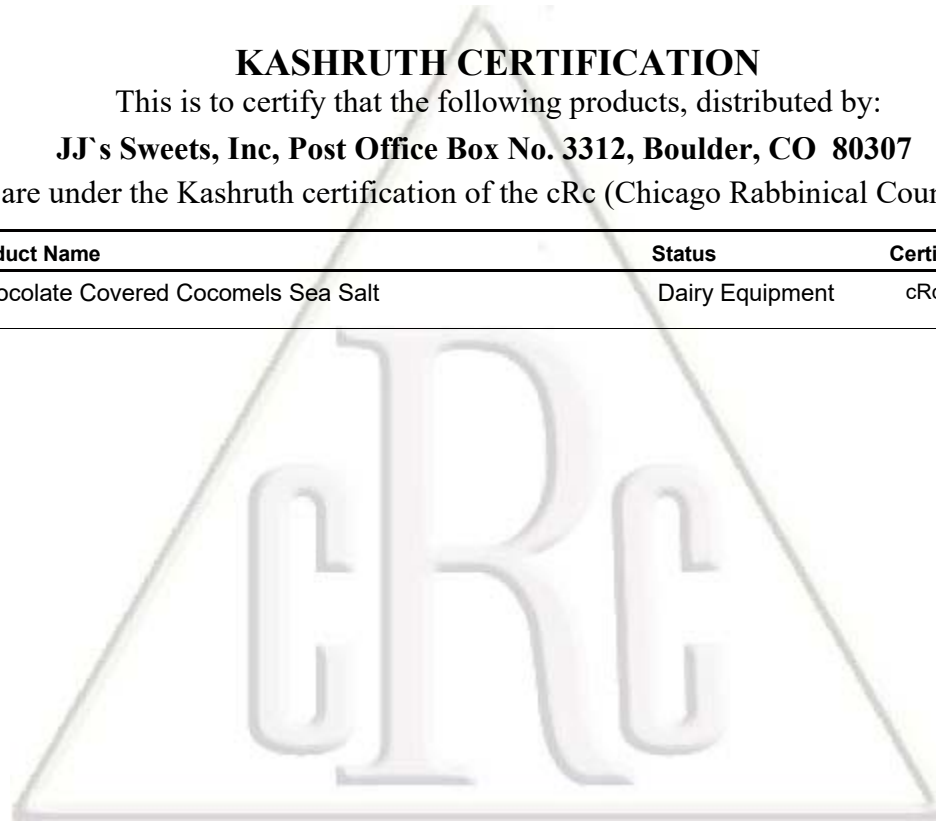 KASHRUTH CERTIFICATION
This is to certify that the following products, distributed by:
JJ`s Sweets, Inc, Post Office Box No. 3312, Boulder, CO 80307
are under the Kashruth certification of the cRc (Chicago Rabbinical Coun
duct Name Status Certi
ocolate Covered Cocomels Sea Salt Dairy Equipment cRc
cRc